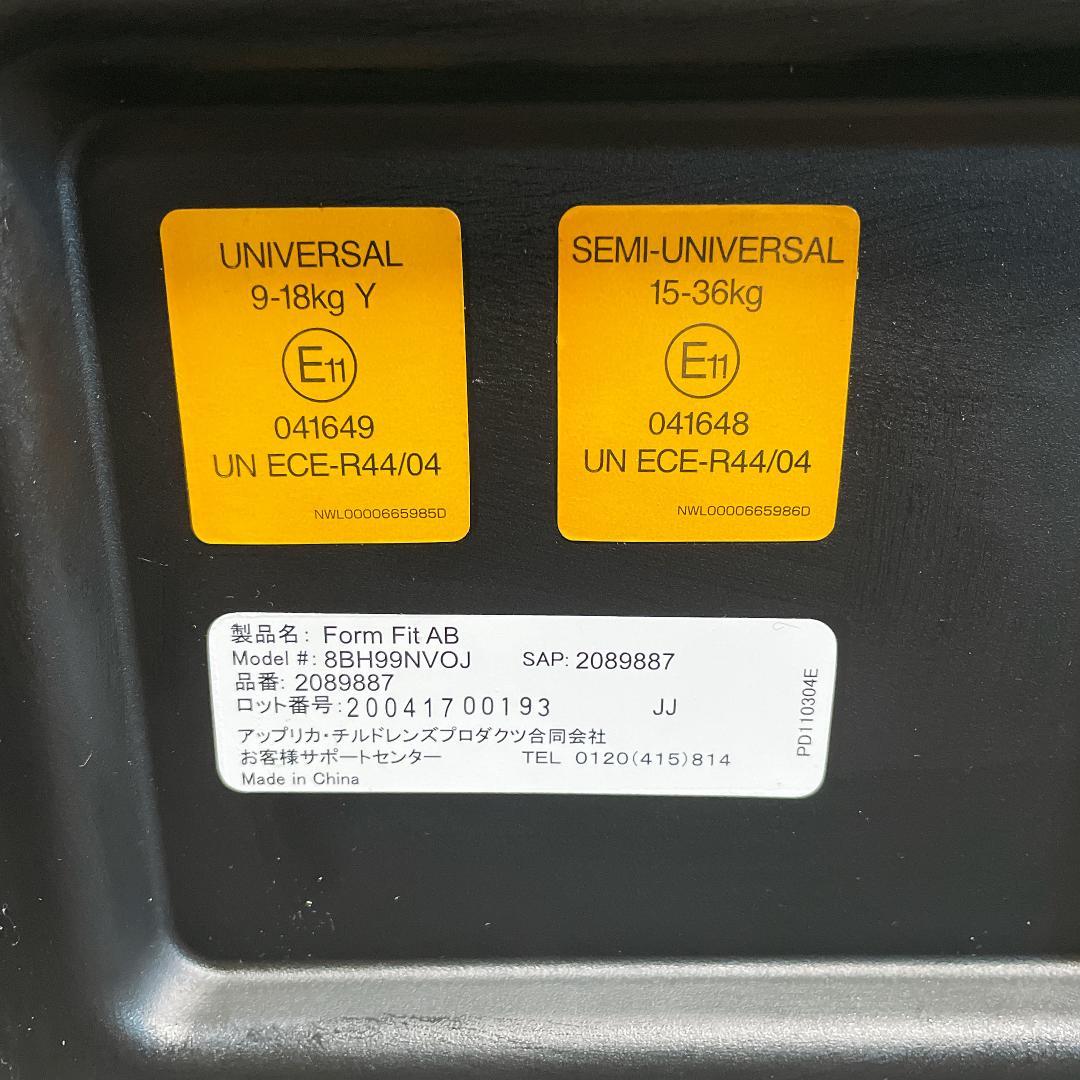 UNIVERSAL
9-18kg Y
E11
041649
UN ECE-R44/04
NWL0000665985D
SEMI-UNIVERSAL
15-36kg
E11
041648
UN ECE-R44/04
NWL0000665986D
製品名: Form Fit AB
Model #: 8BH99NVOJ SAP: 2089887
品番: 2089887
ロット番号:20041700193 JJ
アップリカ・チルドレンズプロダクツ合同会社
お客様サポートセンター TEL 0120(415)814
Made in China
PD110304E